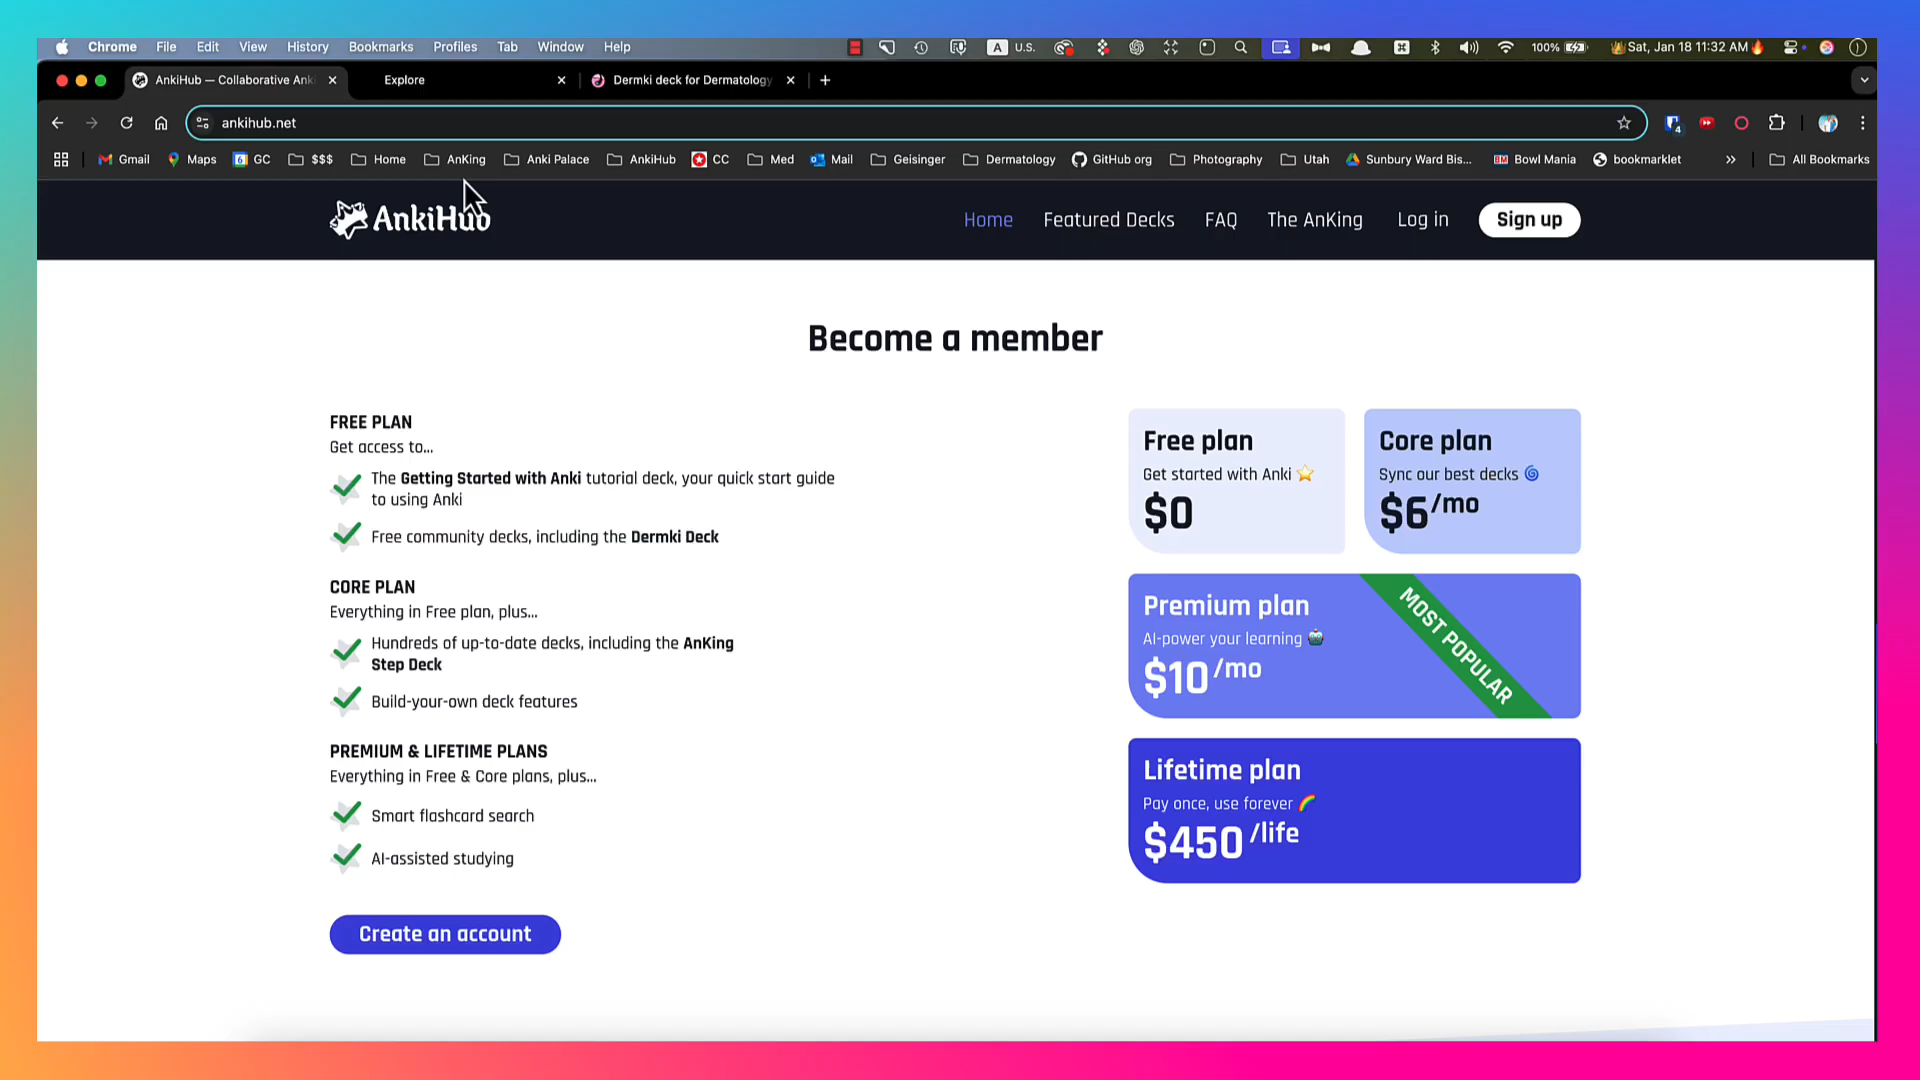 Chrome File Edit View History Bookmarks Profiles Tab Window Help A U.S. 100% Sat, Jan 18 11:32 AM
AnkiHub — Collaborative Anki Explore Dermki deck for Dermatology
ankihub.net 4
Gmail Maps 6 GC $$$ Home AnKing Anki Palace AnkiHub CC Med Mail Geisinger Dermatology GitHub org Photography Utah Sunbury Ward Bis... BM Bowl Mania bookmarklet » All Bookmarks
AnkiHub Home Featured Decks FAQ The AnKing Log in Sign up
Become a member
FREE PLAN
Get access to...
The Getting Started with Anki tutorial deck, your quick start guide
to using Anki
Free community decks, including the Dermki Deck
CORE PLAN
Everything in Free plan, plus...
Hundreds of up-to-date decks, including the AnKing
Step Deck
Build-your-own deck features
PREMIUM & LIFETIME PLANS
Everything in Free & Core plans, plus...
Smart flashcard search
AI-assisted studying
Create an account
Free plan
Get started with Anki
$0
Core plan
Sync our best decks
$6/mo
Premium plan
AI-power your learning
$10/mo
MOST POPULAR
Lifetime plan
Pay once, use forever
$450/life